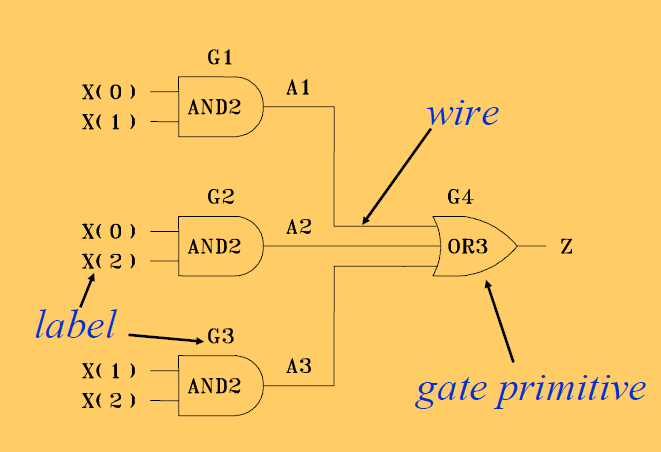 G1
X(0)
X(1)
AND2
A1
wire
G2
X(0)
X(2)
AND2
A2
G4
OR3
Z
label
G3
X(1)
X(2)
AND2
A3
gate primitive